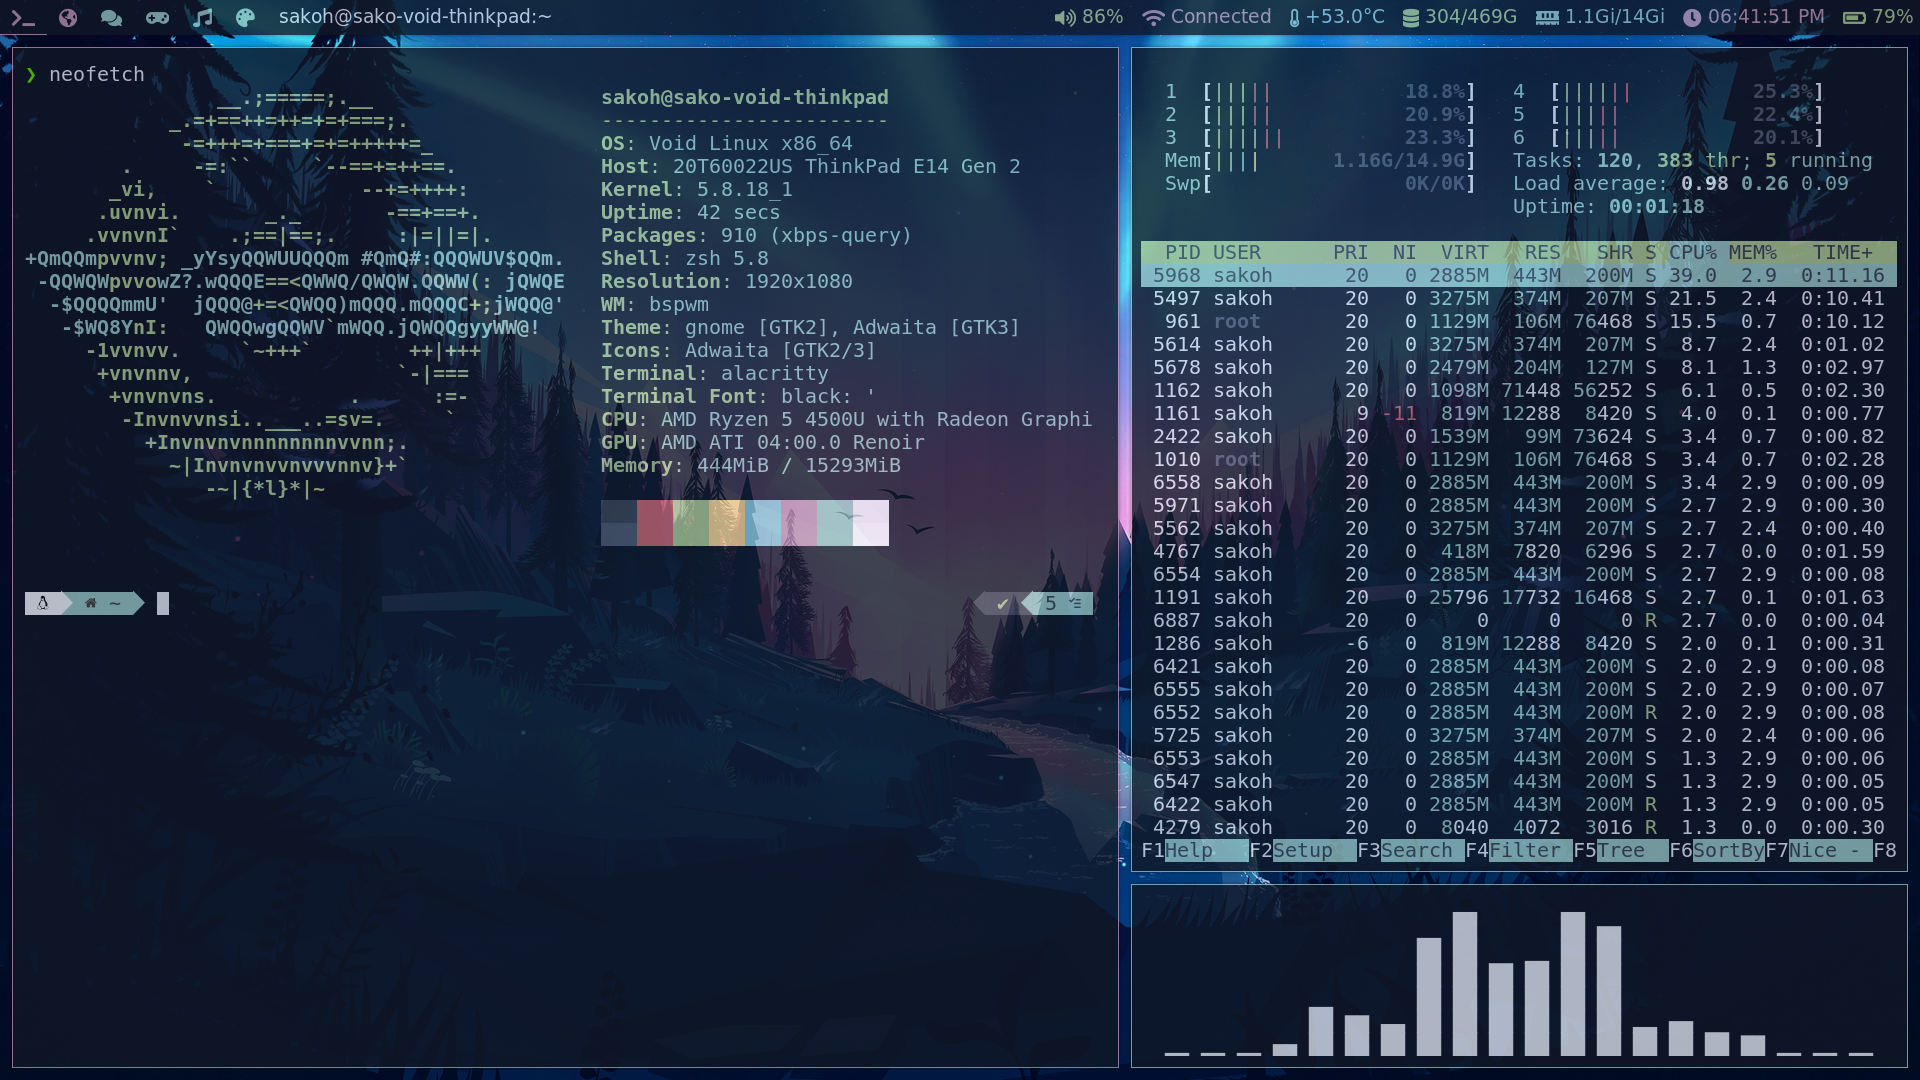 sakoh@sako-void-thinkpad:~
86% Connected +53.0°C 304/469G 1.1Gi/14Gi 06:41:51 PM 79%
❯ neofetch
      __.;=====;.__
  _.=+==++=++=+=+===;.
   -=+++=+===+=+=+++++=_
.     -=:``     `--==+=++==.
_vi,    `            --+=++++:
.uvnvi.       _._       -==+==+.
.vvnvnI`    .;==|==;.     :|=||=|.
+QmQQmpvvnv; _yYsyQQWUUQQQm #QmQ#:QQQWUV$QQm.
-QQWQWpvvowZ?.wQQQE==<QWWQ/QWQW.QQWW(: jQWQE
-$QQQQmmU'  jQQQ@+=<QWQQ)mQQQ.mQQQC+;jWQQ@'
-$WQ8YnI:   QWQQwgQQWV`mWQQ.jQWQQgyyWW@!
-1vvnvv.     `~+++`        ++|+++
+vnvnnv,                 `-|===
+vnvnvns.           .      :=-
-Invnvvnsi..___..=sv=.     `
+Invnvnvnnnnnnnnvvnn;.
~|Invnvnvvnvvvnnv}+`
-~|{*l}*|~
sakoh@sako-void-thinkpad
------------------------
OS: Void Linux x86_64
Host: 20T60022US ThinkPad E14 Gen 2
Kernel: 5.8.18_1
Uptime: 42 secs
Packages: 910 (xbps-query)
Shell: zsh 5.8
Resolution: 1920x1080
WM: bspwm
Theme: gnome [GTK2], Adwaita [GTK3]
Icons: Adwaita [GTK2/3]
Terminal: alacritty
Terminal Font: black: '
CPU: AMD Ryzen 5 4500U with Radeon Graphi
GPU: AMD ATI 04:00.0 Renoir
Memory: 444MiB / 15293MiB
~ ✔ 5
1 [||||| 18.8%] 4 [|||||| 25.3%]
2 [||||| 20.9%] 5 [||||| 22.4%]
3 [|||||| 23.3%] 6 [||||| 20.1%]
Mem[|||| 1.16G/14.9G] Tasks: 120, 383 thr; 5 running
Swp[ 0K/0K] Load average: 0.98 0.26 0.09
Uptime: 00:01:18
PID USER PRI NI VIRT RES SHR S CPU% MEM% TIME+
5968 sakoh 20 0 2885M 443M 200M S 39.0 2.9 0:11.16
5497 sakoh 20 0 3275M 374M 207M S 21.5 2.4 0:10.41
961 root 20 0 1129M 106M 76468 S 15.5 0.7 0:10.12
5614 sakoh 20 0 3275M 374M 207M S 8.7 2.4 0:01.02
5678 sakoh 20 0 2479M 204M 127M S 8.1 1.3 0:02.97
1162 sakoh 20 0 1098M 71448 56252 S 6.1 0.5 0:02.30
1161 sakoh 9 -11 819M 12288 8420 S 4.0 0.1 0:00.77
2422 sakoh 20 0 1539M 99M 73624 S 3.4 0.7 0:00.82
1010 root 20 0 1129M 106M 76468 S 3.4 0.7 0:02.28
6558 sakoh 20 0 2885M 443M 200M S 3.4 2.9 0:00.09
5971 sakoh 20 0 2885M 443M 200M S 2.7 2.9 0:00.30
5562 sakoh 20 0 3275M 374M 207M S 2.7 2.4 0:00.40
4767 sakoh 20 0 418M 7820 6296 S 2.7 0.0 0:01.59
6554 sakoh 20 0 2885M 443M 200M S 2.7 2.9 0:00.08
1191 sakoh 20 0 25796 17732 16468 S 2.7 0.1 0:01.63
6887 sakoh 20 0 0 0 0 R 2.7 0.0 0:00.04
1286 sakoh -6 0 819M 12288 8420 S 2.0 0.1 0:00.31
6421 sakoh 20 0 2885M 443M 200M S 2.0 2.9 0:00.08
6555 sakoh 20 0 2885M 443M 200M S 2.0 2.9 0:00.07
6552 sakoh 20 0 2885M 443M 200M R 2.0 2.9 0:00.08
5725 sakoh 20 0 3275M 374M 207M S 2.0 2.4 0:00.06
6553 sakoh 20 0 2885M 443M 200M S 1.3 2.9 0:00.06
6547 sakoh 20 0 2885M 443M 200M S 1.3 2.9 0:00.05
6422 sakoh 20 0 2885M 443M 200M R 1.3 2.9 0:00.05
4279 sakoh 20 0 8040 4072 3016 R 1.3 0.0 0:00.30
F1Help F2Setup F3Search F4Filter F5Tree F6SortByF7Nice - F8